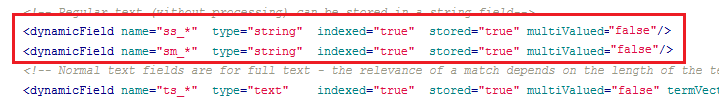 <!-- Regular text (without processing) can be stored in a string field-->
<dynamicField name="ss_*" type="string" indexed="true" stored="true" multiValued="false"/>
<dynamicField name="sm_*" type="string" indexed="true" stored="true" multiValued="false"/>
<!-- Normal text fields are for full text - the relevance of a match depends on the length of the te
<dynamicField name="ts_*" type="text" indexed="true" stored="true" multiValued="false" termVect